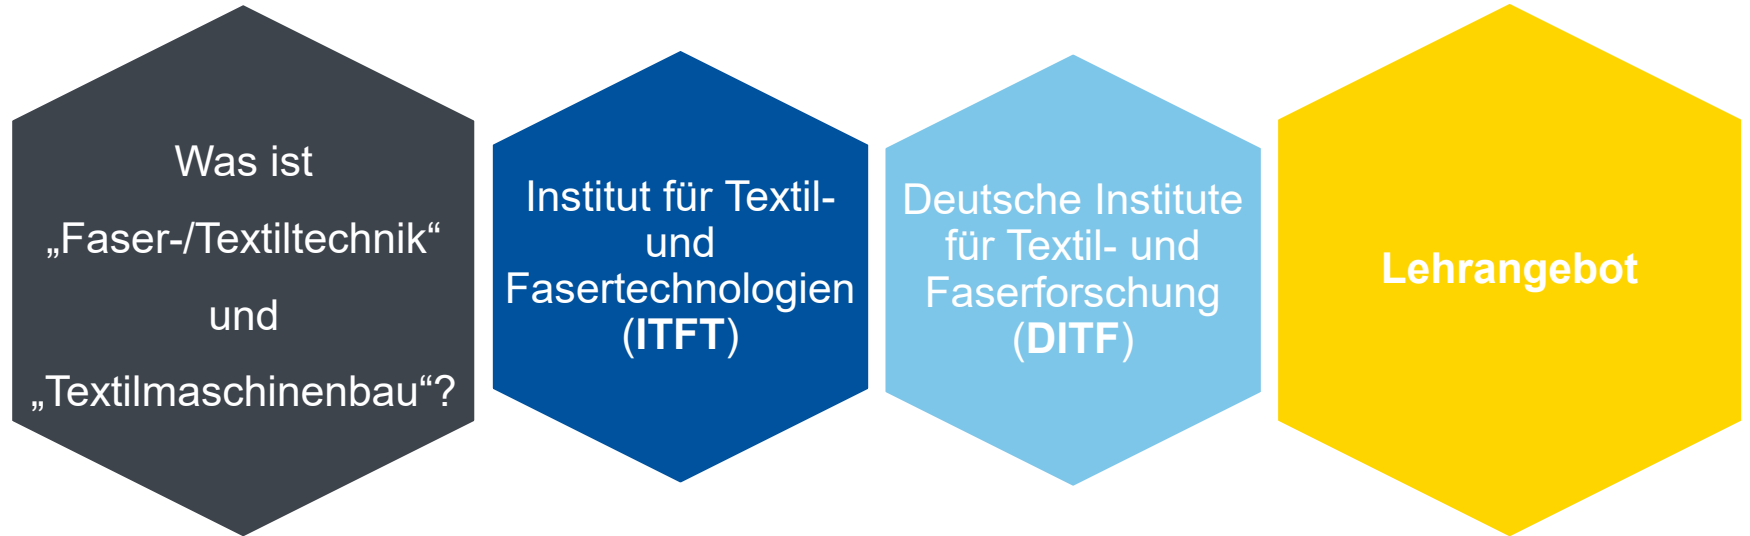 Was ist
„Faser-/Textiltechnik“
und
„Textilmaschinenbau“?
Institut für Textil-
und
Fasertechnologien
(ITFT)
Deutsche Institute
für Textil- und
Faserforschung
(DITF)
Lehrangebot